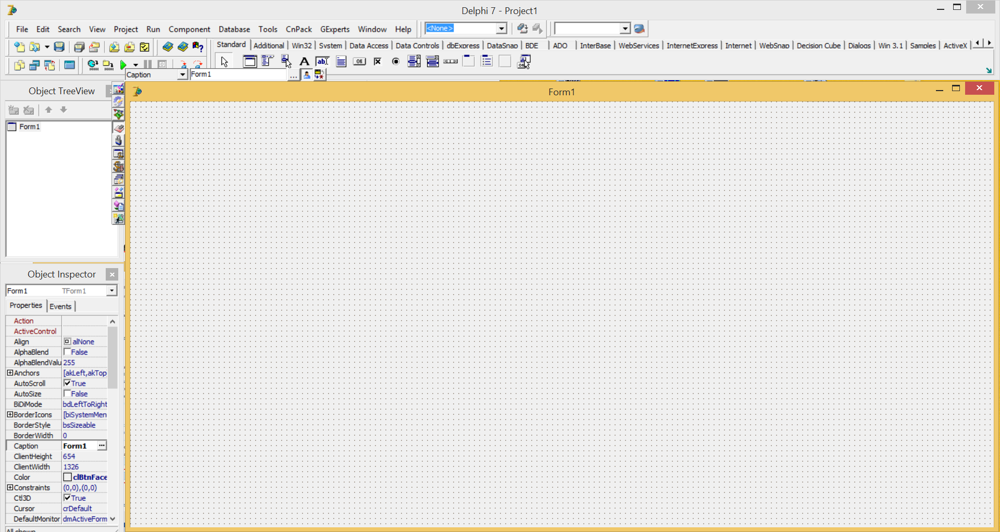 Delphi 7 - Project1
File Edit Search View Project Run Component Database Tools CnPack GExperts Window Help <None>
Standard Additional Win32 System Data Access Data Controls dbExpress DataSnap BDE ADO InterBase WebServices InternetExpress Internet WebSnap Decision Cube Dialogs Win 3.1 Samples ActiveX
Caption Form1 ...
Object TreeView
Form1
Form1
Object Inspector
Form1 TForm1
Properties Events
Action
ActiveControl
Align alNone
AlphaBlend False
AlphaBlendValu 255
Anchors [akLeft,akTop
AutoScroll True
AutoSize False
BiDiMode bdLeftToRight
BorderIcons [biSystemMen
BorderStyle bsSizeable
BorderWidth 0
Caption Form1 ...
ClientHeight 654
ClientWidth 1326
Color clBtnFace
Constraints (0,0),(0,0)
Ctl3D True
Cursor crDefault
DefaultMonitor dmActiveForm
All shown